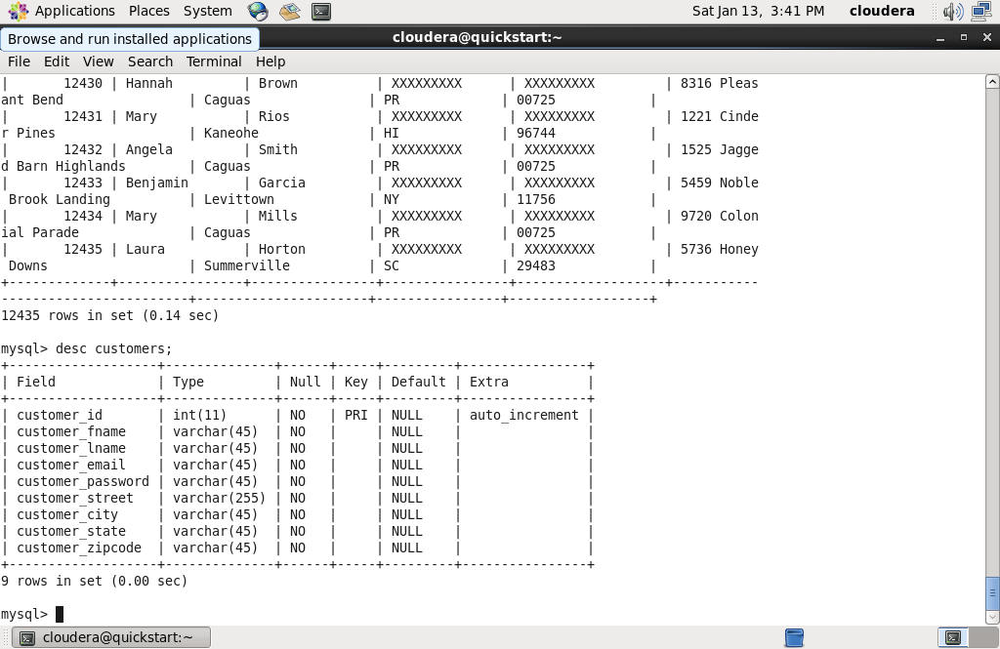 Applications Places System Sat Jan 13, 3:41 PM cloudera
Browse and run installed applications cloudera@quickstart:~
File Edit View Search Terminal Help
| 12430 | Hannah | Brown | XXXXXXXXX | XXXXXXXXX | 8316 Pleas
ant Bend | Caguas | PR | 00725 |
| 12431 | Mary | Rios | XXXXXXXXX | XXXXXXXXX | 1221 Cinde
r Pines | Kaneohe | HI | 96744 |
| 12432 | Angela | Smith | XXXXXXXXX | XXXXXXXXX | 1525 Jagge
d Barn Highlands | Caguas | PR | 00725 |
| 12433 | Benjamin | Garcia | XXXXXXXXX | XXXXXXXXX | 5459 Noble
Brook Landing | Levittown | NY | 11756 |
| 12434 | Mary | Mills | XXXXXXXXX | XXXXXXXXX | 9720 Colon
ial Parade | Caguas | PR | 00725 |
| 12435 | Laura | Horton | XXXXXXXXX | XXXXXXXXX | 5736 Honey
Downs | Summerville | SC | 29483 |
+-------------+----------------+----------------+----------------+-------------------+-----------
------------------------+----------------------+----------------+------------------+
12435 rows in set (0.14 sec)
mysql> desc customers;
+-------------------+--------------+------+-----+---------+----------------+
| Field | Type | Null | Key | Default | Extra |
+-------------------+--------------+------+-----+---------+----------------+
| customer_id | int(11) | NO | PRI | NULL | auto_increment |
| customer_fname | varchar(45) | NO | | NULL | |
| customer_lname | varchar(45) | NO | | NULL | |
| customer_email | varchar(45) | NO | | NULL | |
| customer_password | varchar(45) | NO | | NULL | |
| customer_street | varchar(255) | NO | | NULL | |
| customer_city | varchar(45) | NO | | NULL | |
| customer_state | varchar(45) | NO | | NULL | |
| customer_zipcode | varchar(45) | NO | | NULL | |
+-------------------+--------------+------+-----+---------+----------------+
9 rows in set (0.00 sec)
mysql>
cloudera@quickstart:~